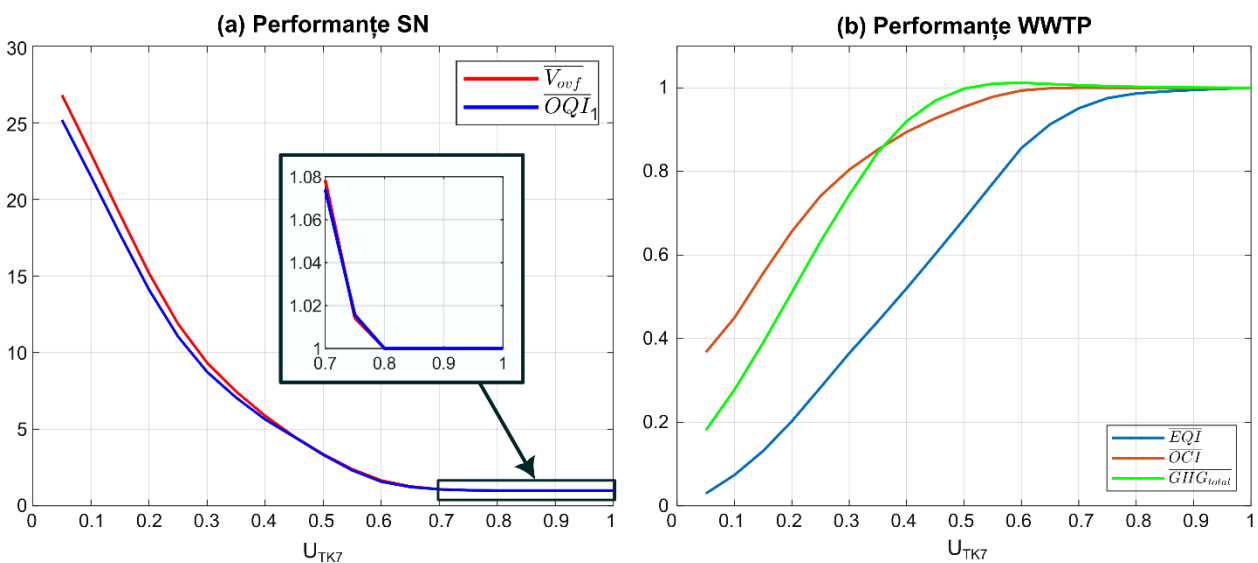 (a) Performanțe SN
30
25
20
15
10
5
0
0 0.1 0.2 0.3 0.4 0.5 0.6 0.7 0.8 0.9 1
U_TK7
V_ovf
OQI_1
1.08
1.06
1.04
1.02
1
0.7 0.8 0.9 1
(b) Performanțe WWTP
1
0.8
0.6
0.4
0.2
0
0 0.1 0.2 0.3 0.4 0.5 0.6 0.7 0.8 0.9 1
U_TK7
EQI
OCI
GHG_total